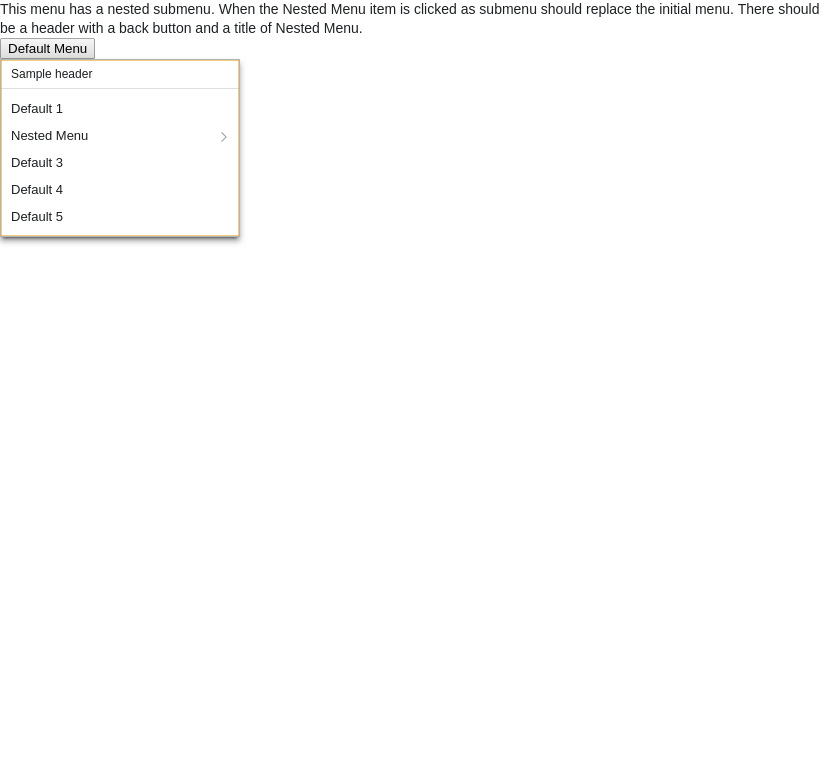 This menu has a nested submenu. When the Nested Menu item is clicked as submenu should replace the initial menu. There should
be a header with a back button and a title of Nested Menu.
Default Menu
Sample header
Default 1
Nested Menu
Default 3
Default 4
Default 5